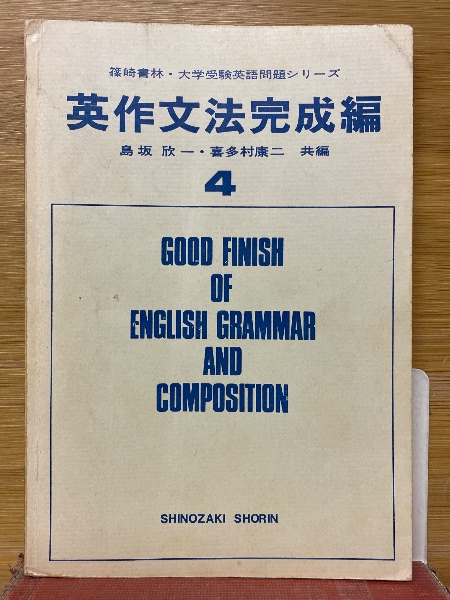 篠崎書林・大学受験英語問題シリーズ
英作文法完成編
島坂欣一・喜多村康二 共編
4
GOOD FINISH
OF
ENGLISH GRAMMAR
AND
COMPOSITION
SHINOZAKI SHORIN